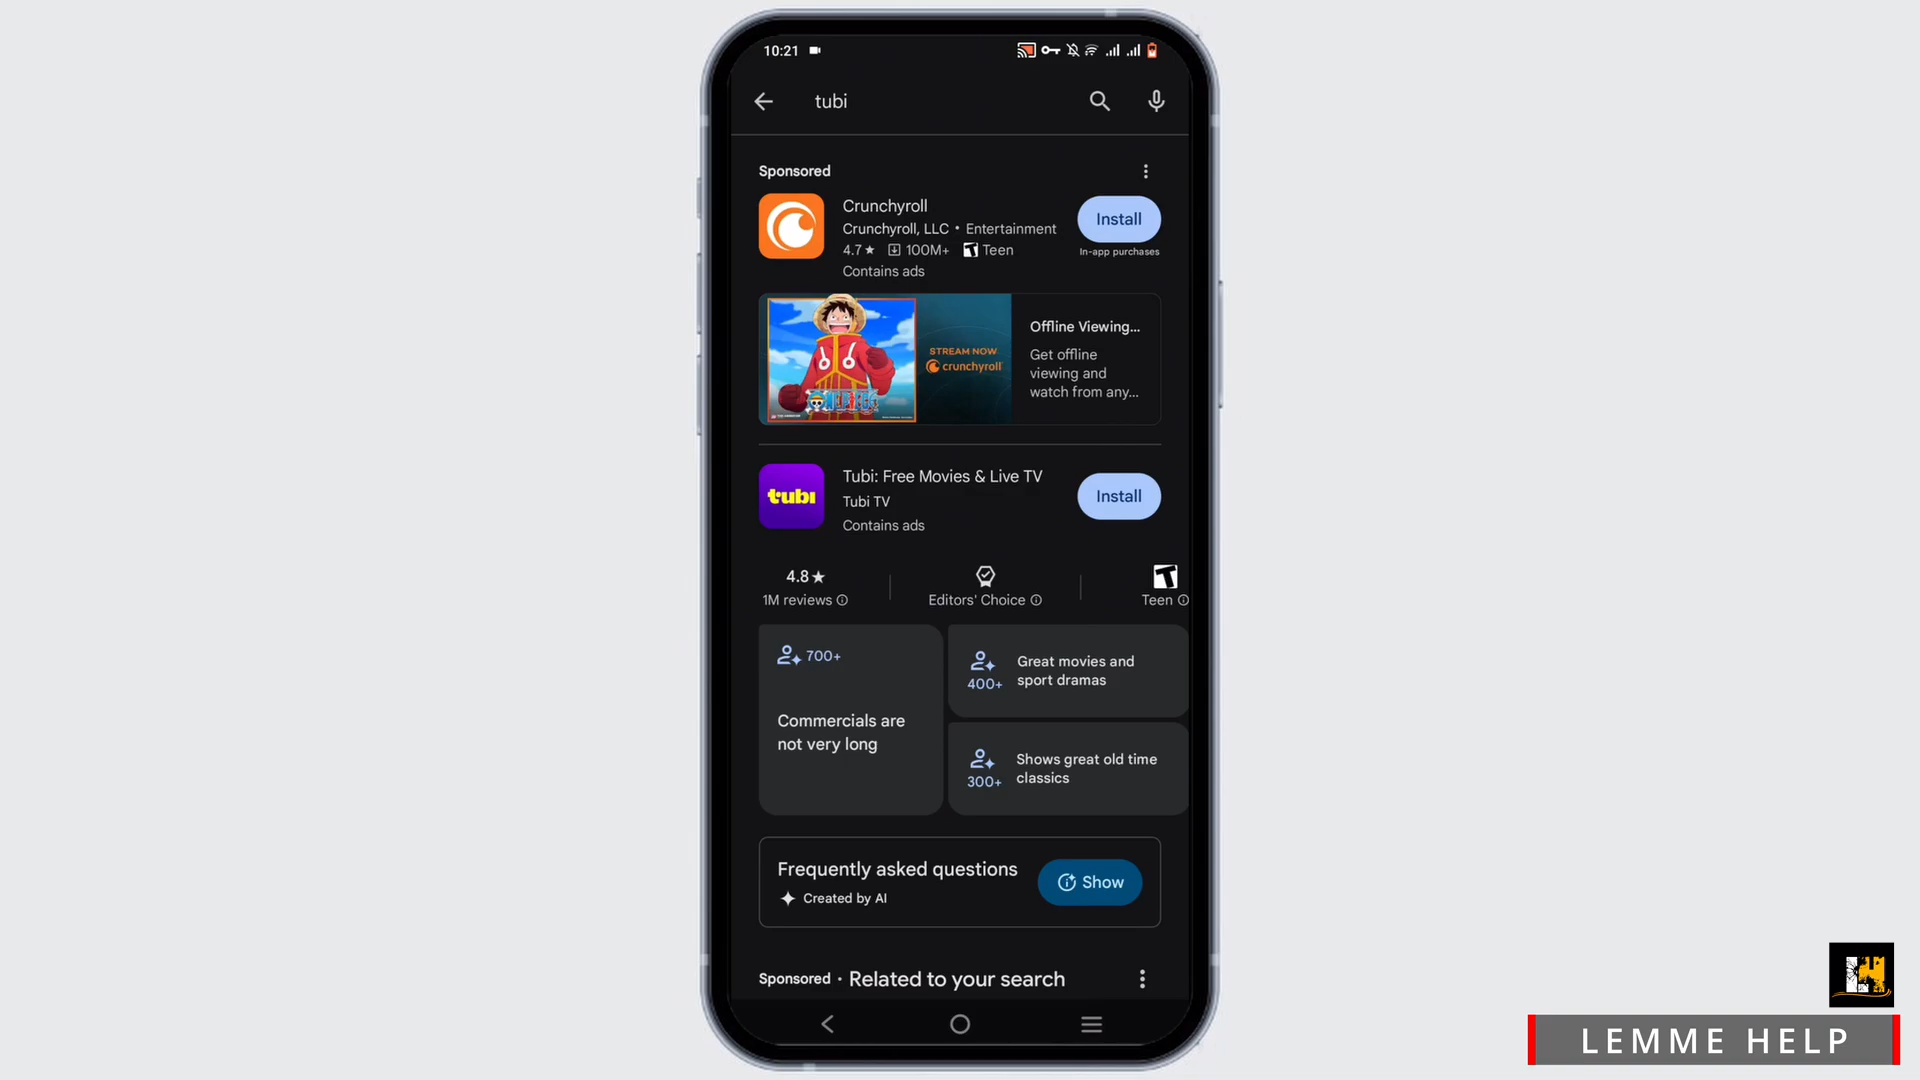 10:21
tubi
Sponsored
Crunchyroll
Crunchyroll, LLC • Entertainment
4.7★ 100M+ Teen
Contains ads
Install
In-app purchases
STREAM NOW
crunchyroll
ONE PIECE
Offline Viewing...
Get offline
viewing and
watch from any...
tubi
Tubi: Free Movies & Live TV
Tubi TV
Contains ads
Install
4.8★
1M reviews
Editors' Choice
Teen
700+
Commercials are
not very long
400+
Great movies and
sport dramas
300+
Shows great old time
classics
Frequently asked questions
Created by AI
Show
Sponsored · Related to your search
LEMME HELP